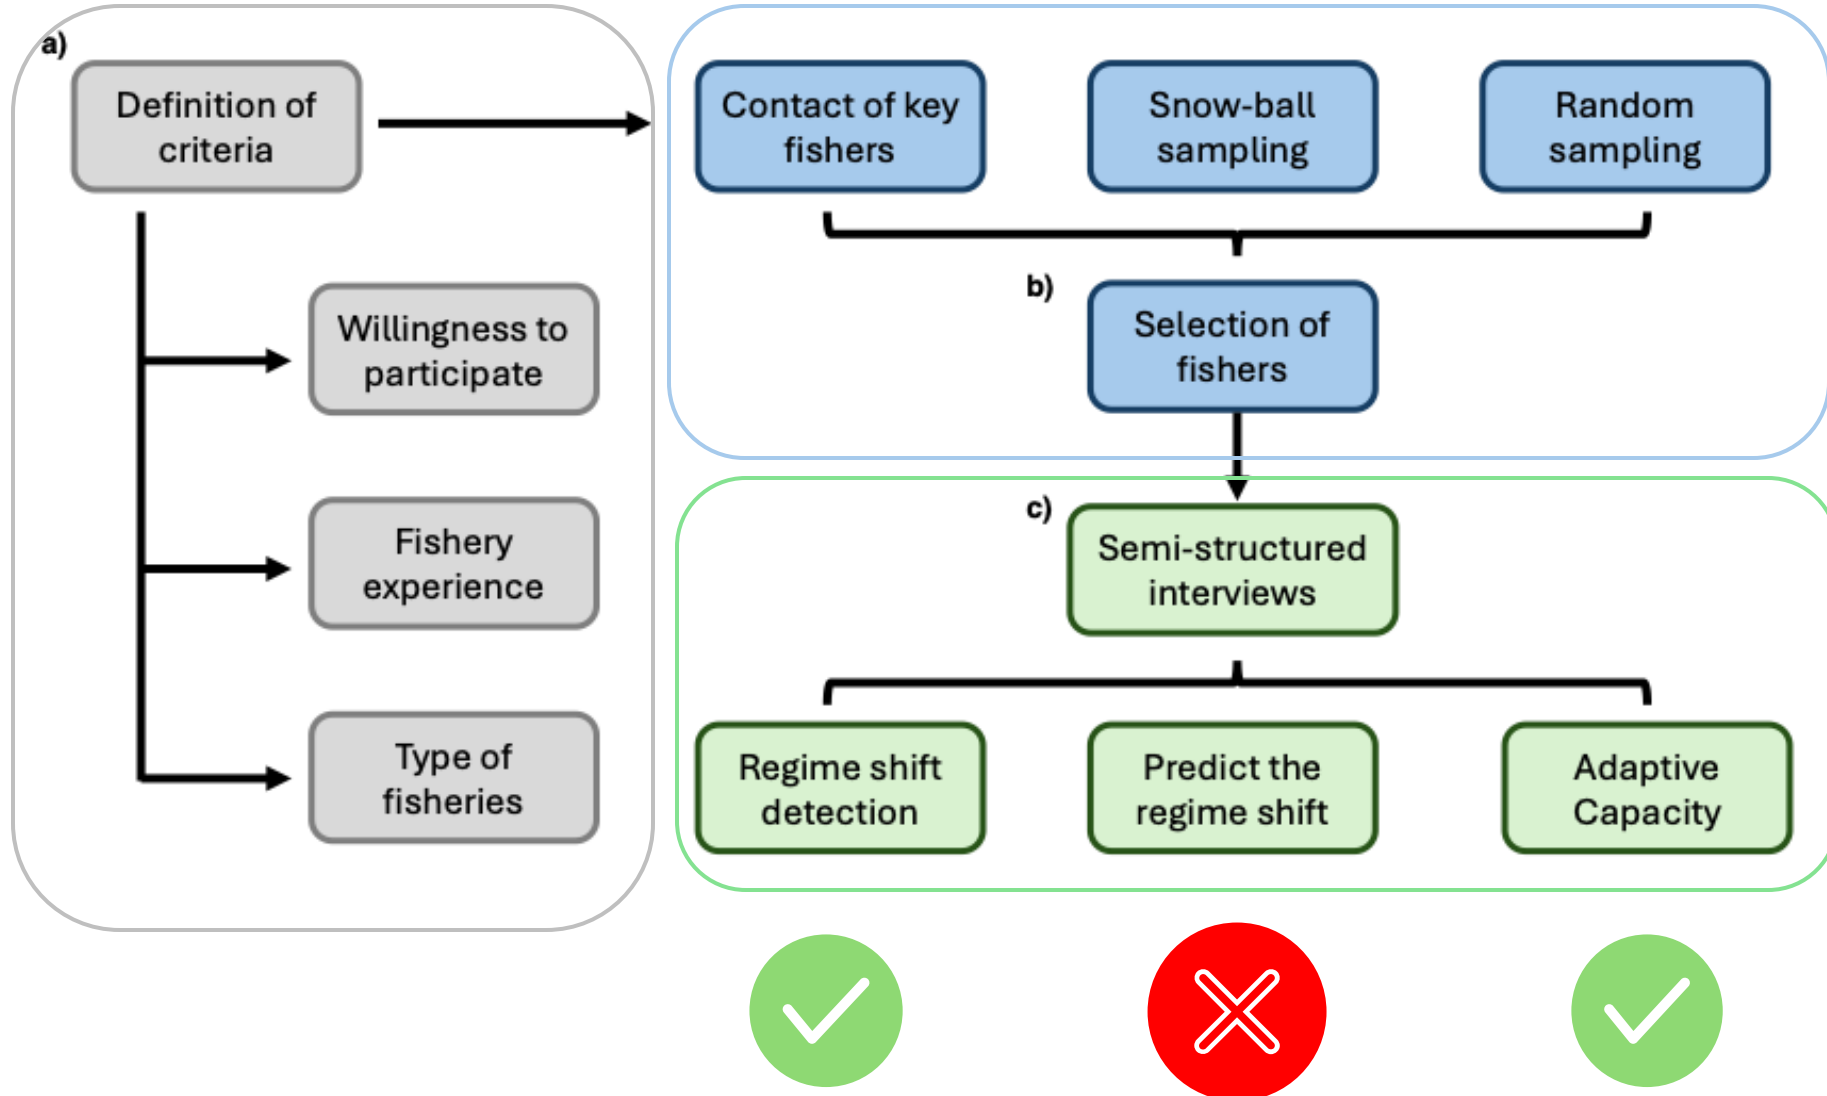 a)
Definition of
criteria
Willingness to
participate
Fishery
experience
Type of
fisheries
Contact of key
fishers
Snow-ball
sampling
Random
sampling
b)
Selection of
fishers
c)
Semi-structured
interviews
Regime shift
detection
Predict the
regime shift
Adaptive
Capacity